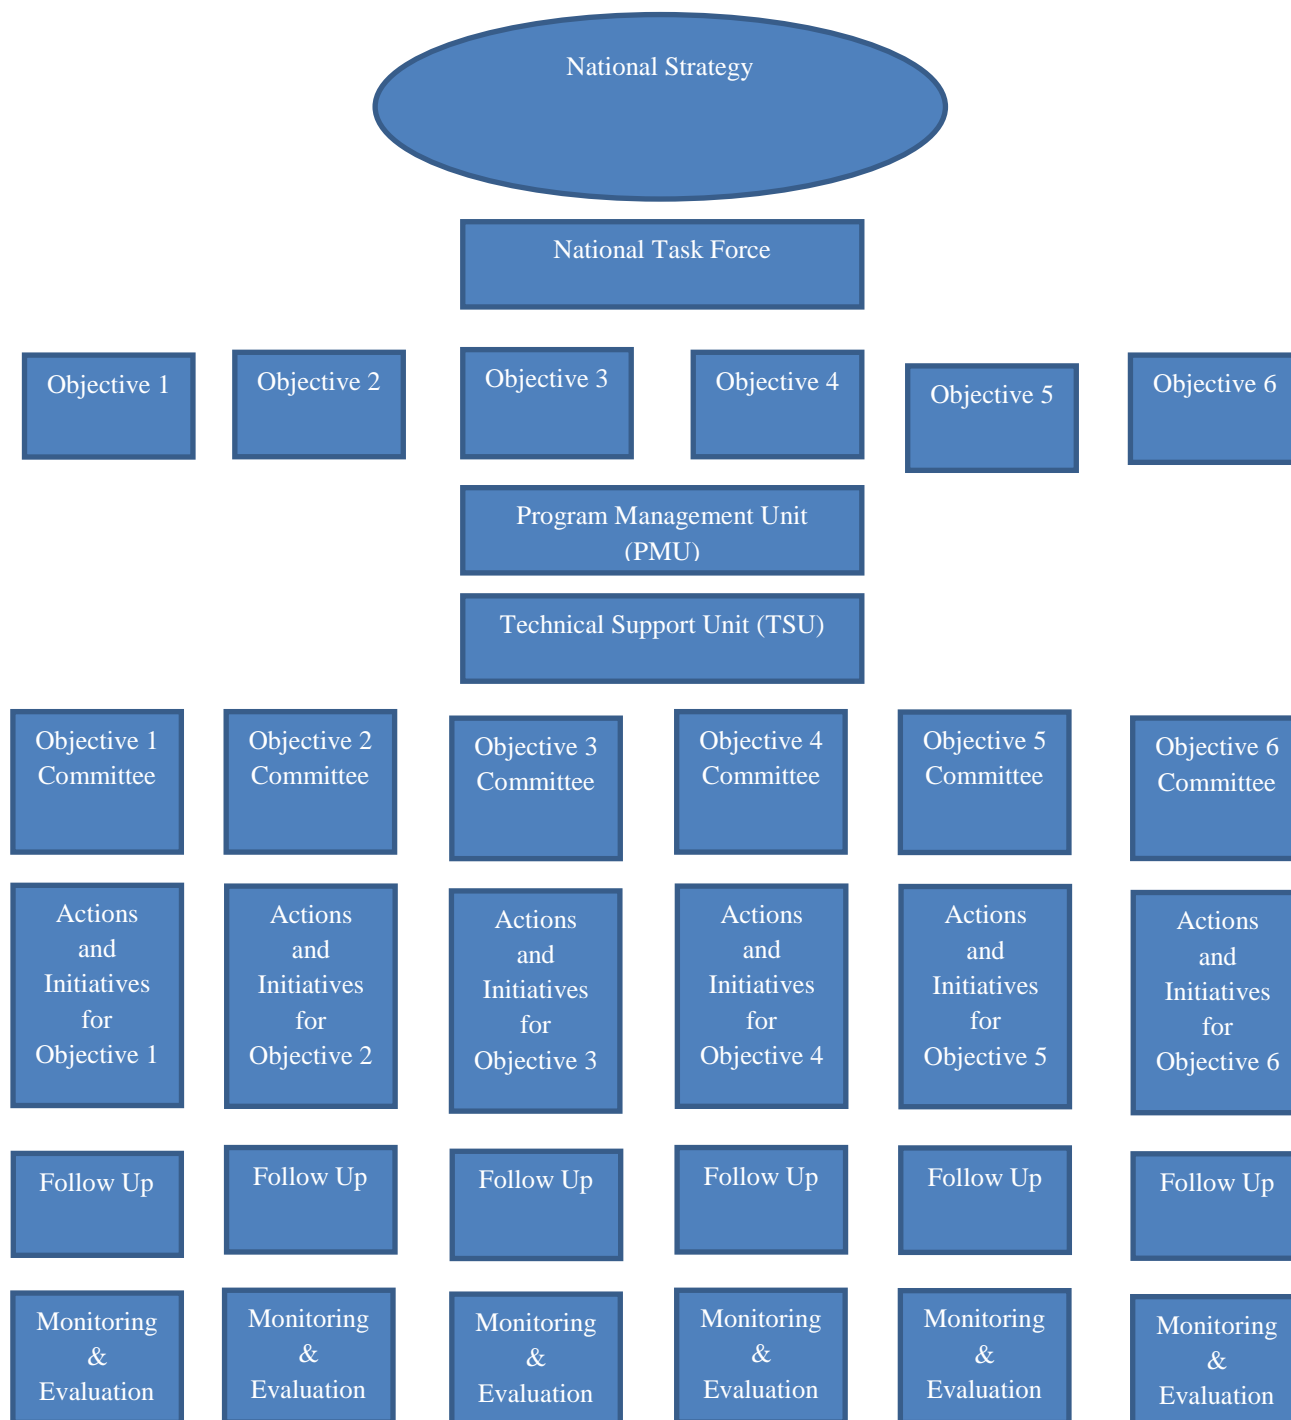 National Strategy
National Task Force
Objective 1
Objective 2
Objective 3
Objective 4
Objective 5
Objective 6
Program Management Unit
(PMU)
Technical Support Unit (TSU)
Objective 1
Committee
Objective 2
Committee
Objective 3
Committee
Objective 4
Committee
Objective 5
Committee
Objective 6
Committee
Actions
and
Initiatives
for
Objective 1
Actions
and
Initiatives
for
Objective 2
Actions
and
Initiatives
for
Objective 3
Actions
and
Initiatives
for
Objective 4
Actions
and
Initiatives
for
Objective 5
Actions
and
Initiatives
for
Objective 6
Follow Up
Follow Up
Follow Up
Follow Up
Follow Up
Follow Up
Monitoring
&
Evaluation
Monitoring
&
Evaluation
Monitoring
&
Evaluation
Monitoring
&
Evaluation
Monitoring
&
Evaluation
Monitoring
&
Evaluation